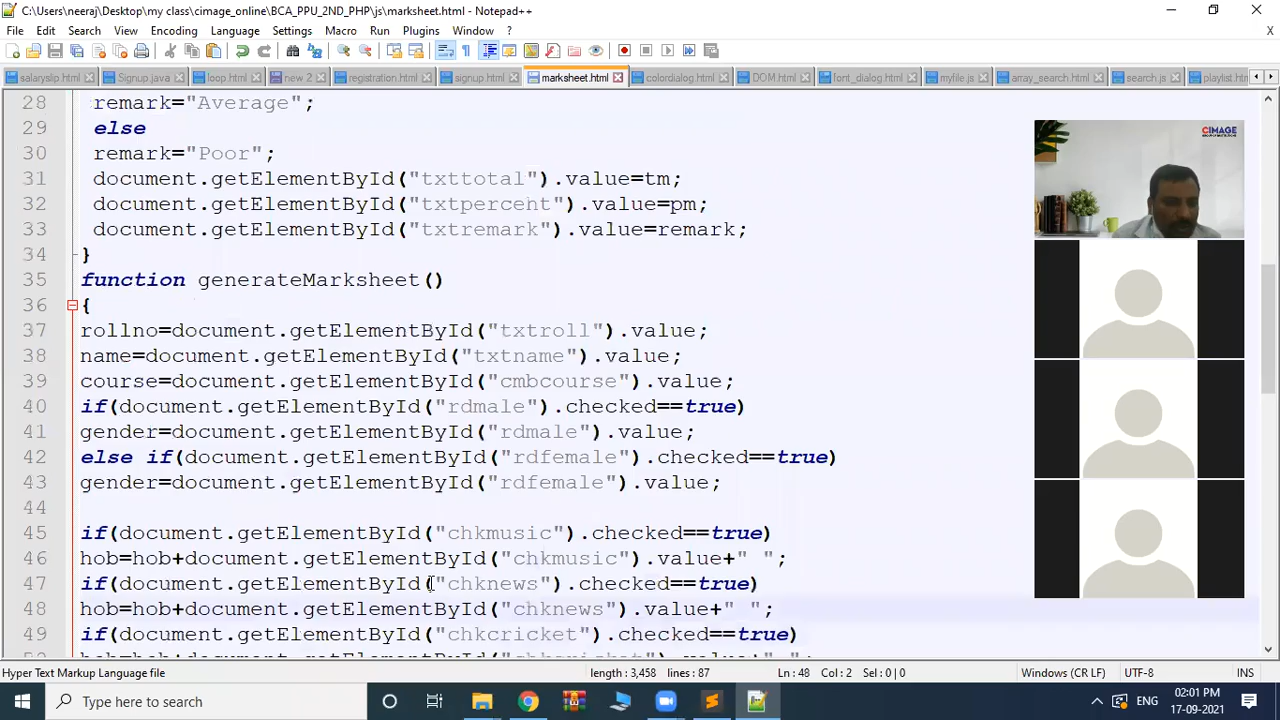 C:\Users\neeraj\Desktop\my class\cimage_online\BCA_PPU_2ND_PHP\js\marksheet.html - Notepad++
File Edit Search View Encoding Language Settings Macro Run Plugins Window ?
X
salaryslip.html Signup.java loop.html new 2 registration.html signup.html marksheet.html colordialog.html DOM.html font_dialog.html myfile.js array_search.html search.js playlist
28 remark="Average";
29 else
30 remark="Poor";
31 document.getElementById("txttotal").value=tm;
32 document.getElementById("txtpercent").value=pm;
33 document.getElementById("txtremark").value=remark;
34 }
35 function generateMarksheet()
36 {
37 rollno=document.getElementById("txtroll").value;
38 name=document.getElementById("txtname").value;
39 course=document.getElementById("cmbcourse").value;
40 if(document.getElementById("rdmale").checked==true)
41 gender=document.getElementById("rdmale").value;
42 else if(document.getElementById("rdfemale").checked==true)
43 gender=document.getElementById("rdfemale").value;
44
45 if(document.getElementById("chkmusic").checked==true)
46 hob=hob+document.getElementById("chkmusic").value+" ";
47 if(document.getElementById("chknews").checked==true)
48 hob=hob+document.getElementById("chknews").value+" ";
49 if(document.getElementById("chkcricket").checked==true)
CIMAGE
Hyper Text Markup Language file length : 3,458 lines : 87 Ln : 48 Col : 2 Sel : 0 | 0 Windows (CR LF) UTF-8 INS
Type here to search
ENG
02:01 PM
17-09-2021